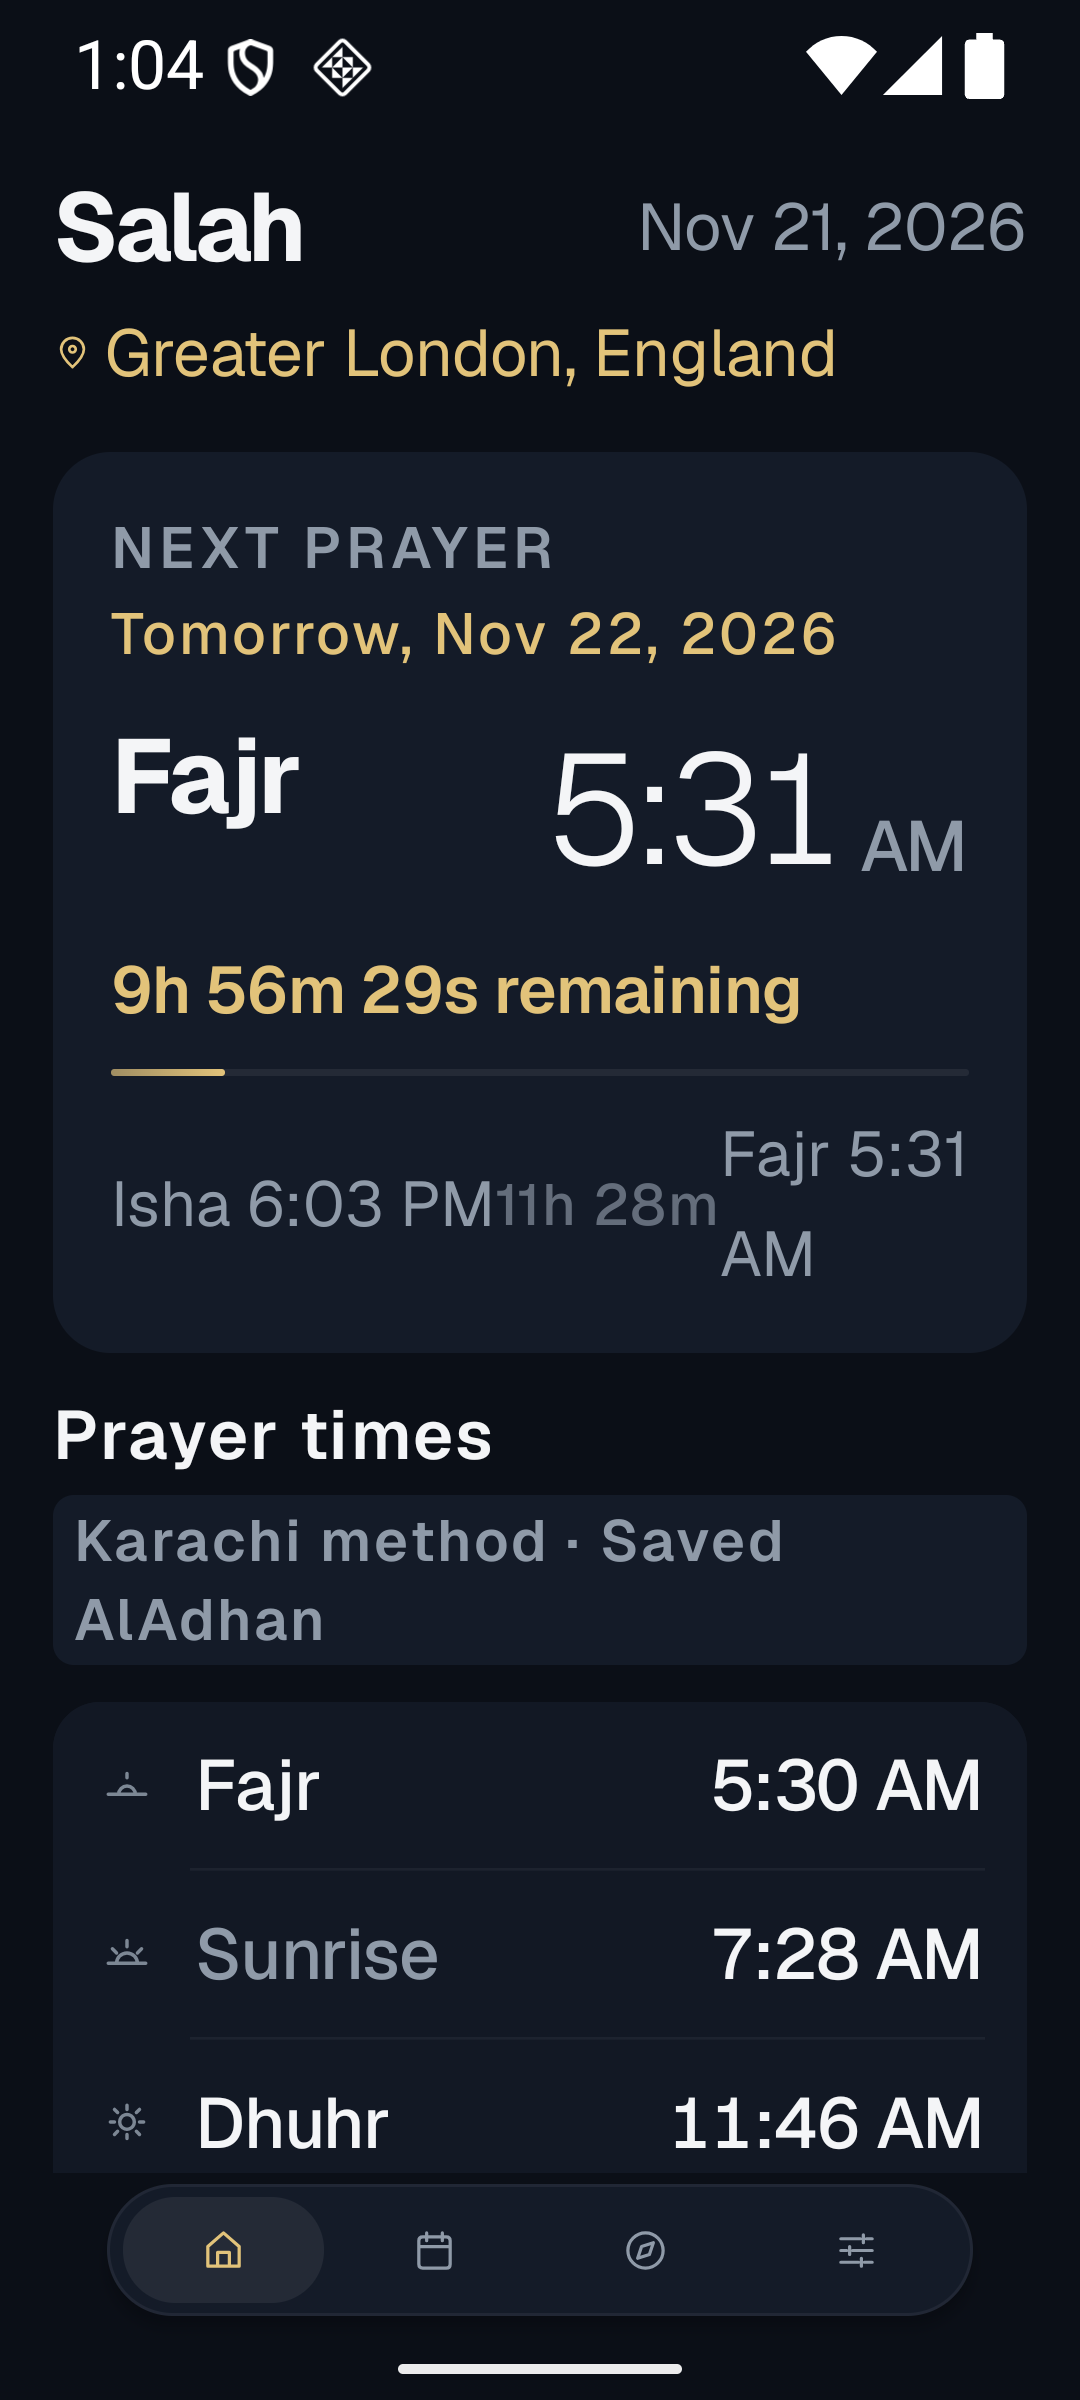 1:04
Salah
Nov 21, 2026
Greater London, England
NEXT PRAYER
Tomorrow, Nov 22, 2026
Fajr
5:31 AM
9h 56m 29s remaining
Isha 6:03 PM
11h 28m
Fajr 5:31
AM
Prayer times
Karachi method · Saved
AlAdhan
Fajr
5:30 AM
Sunrise
7:28 AM
Dhuhr
11:46 AM